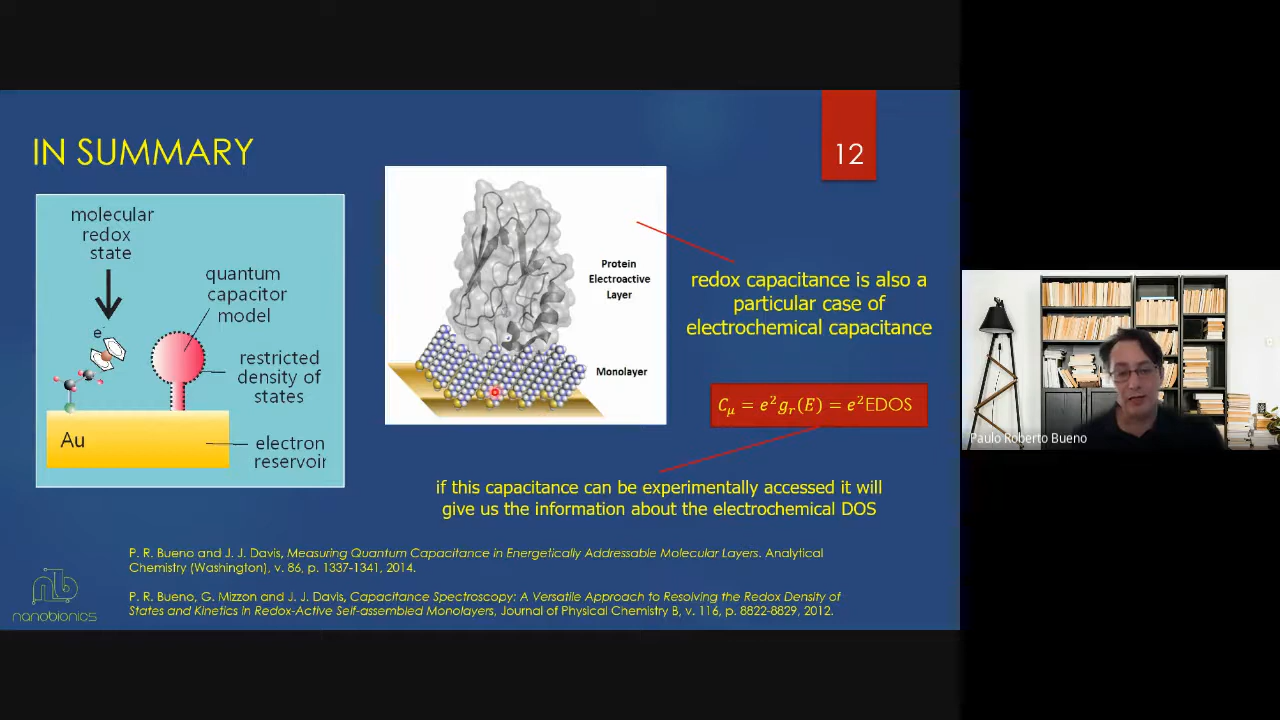 IN SUMMARY
12
molecular
redox
state
e-
quantum
capacitor
model
restricted
density of
states
Au
electron
reservoir
Protein
Electroactive
Layer
Monolayer
redox capacitance is also a
particular case of
electrochemical capacitance
Cμ = e²gr(E) = e²EDOS
if this capacitance can be experimentally accessed it will
give us the information about the electrochemical DOS
P. R. Bueno and J. J. Davis, Measuring Quantum Capacitance in Energetically Addressable Molecular Layers. Analytical
Chemistry (Washington), v. 86, p. 1337-1341, 2014.
P. R. Bueno, G. Mizzon and J. J. Davis, Capacitance Spectroscopy: A Versatile Approach to Resolving the Redox Density of
States and Kinetics in Redox-Active Self-assembled Monolayers, Journal of Physical Chemistry B, v. 116, p. 8822-8829, 2012.
nanobionics
Paulo Roberto Bueno